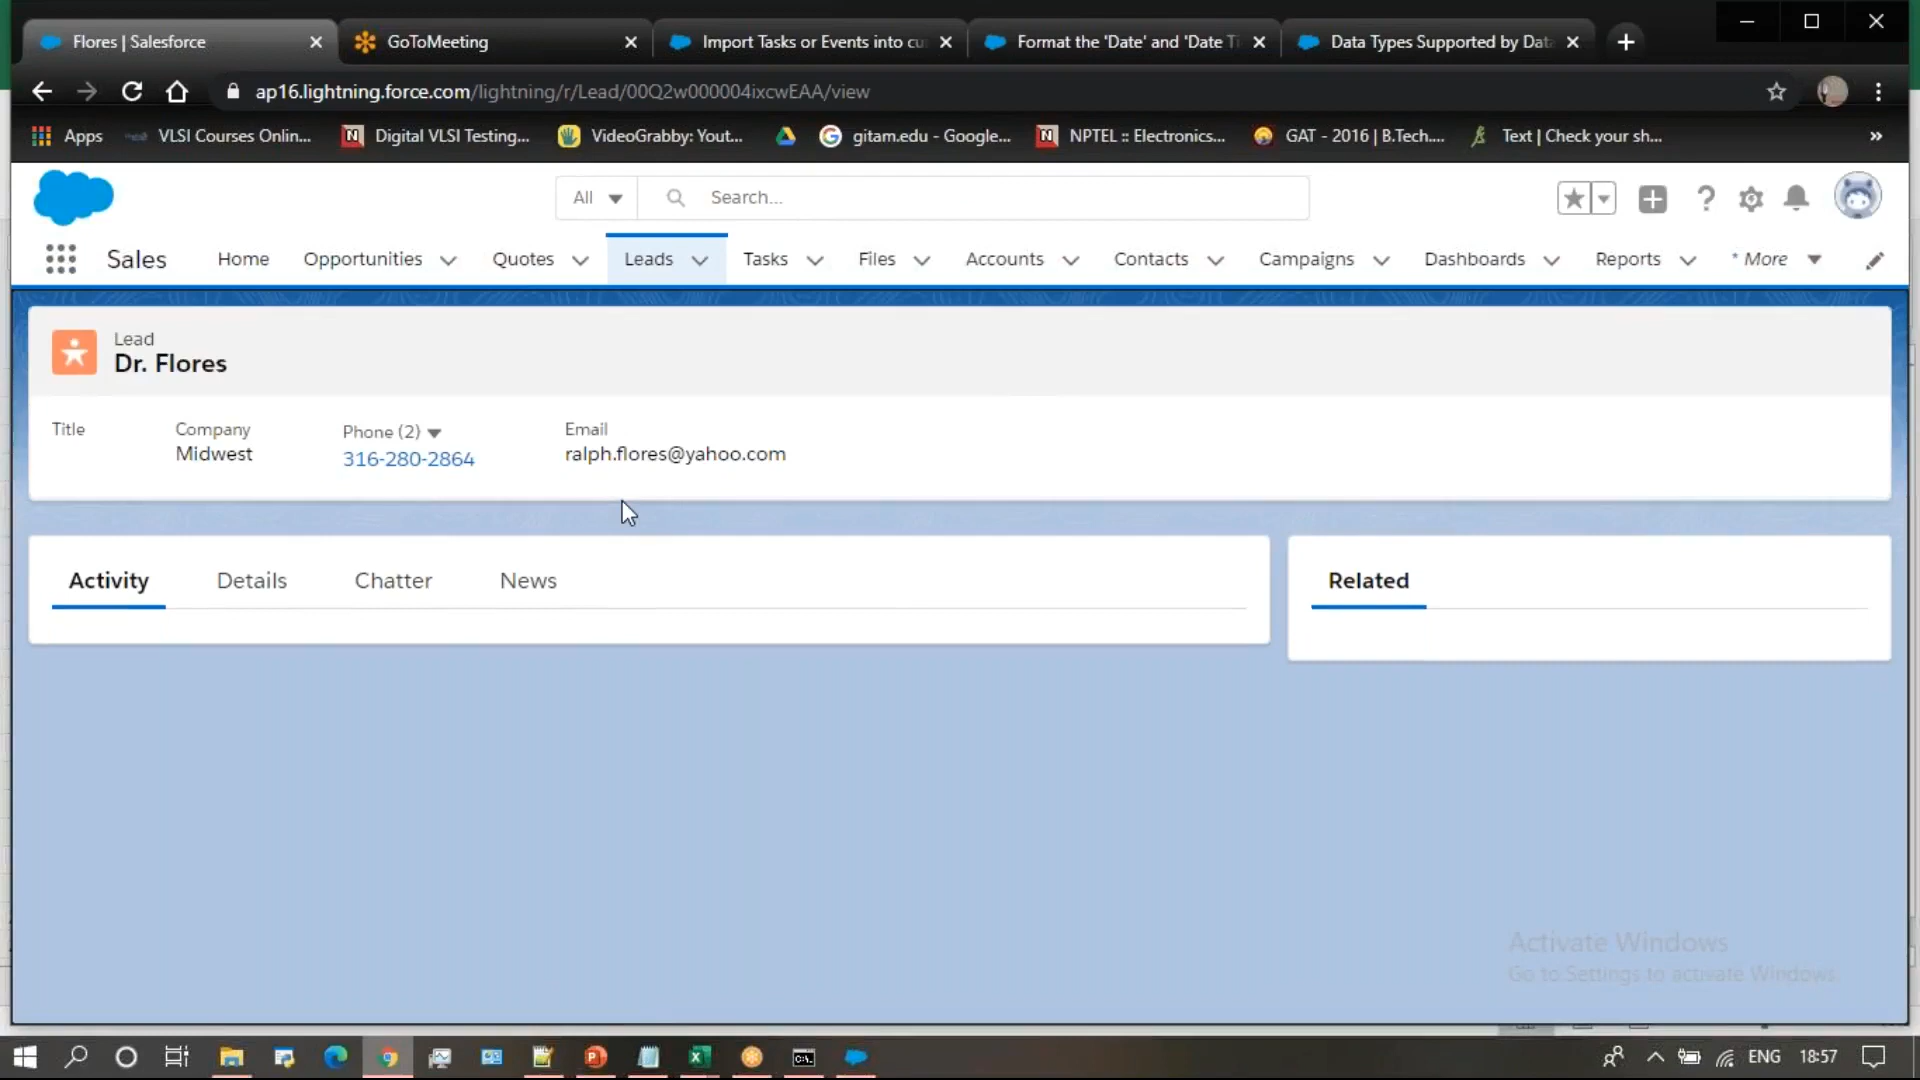 Flores | Salesforce
GoToMeeting
Import Tasks or Events into cu
Format the 'Date' and 'Date Ti
Data Types Supported by Dat
ap16.lightning.force.com/lightning/r/Lead/00Q2w000004ixcwEAA/view
Apps
VLSI Courses Onlin...
Digital VLSI Testing...
VideoGrabby: Yout...
gitam.edu - Google...
NPTEL :: Electronics...
GAT - 2016 | B.Tech....
Text | Check your sh...
»
All
Search...
Sales
Home
Opportunities
Quotes
Leads
Tasks
Files
Accounts
Contacts
Campaigns
Dashboards
Reports
* More
Lead
Dr. Flores
Title
Company
Midwest
Phone (2)
316-280-2864
Email
ralph.flores@yahoo.com
Activity
Details
Chatter
News
Related
Activate Windows
Go to Settings to activate Windows.
ENG
18:57